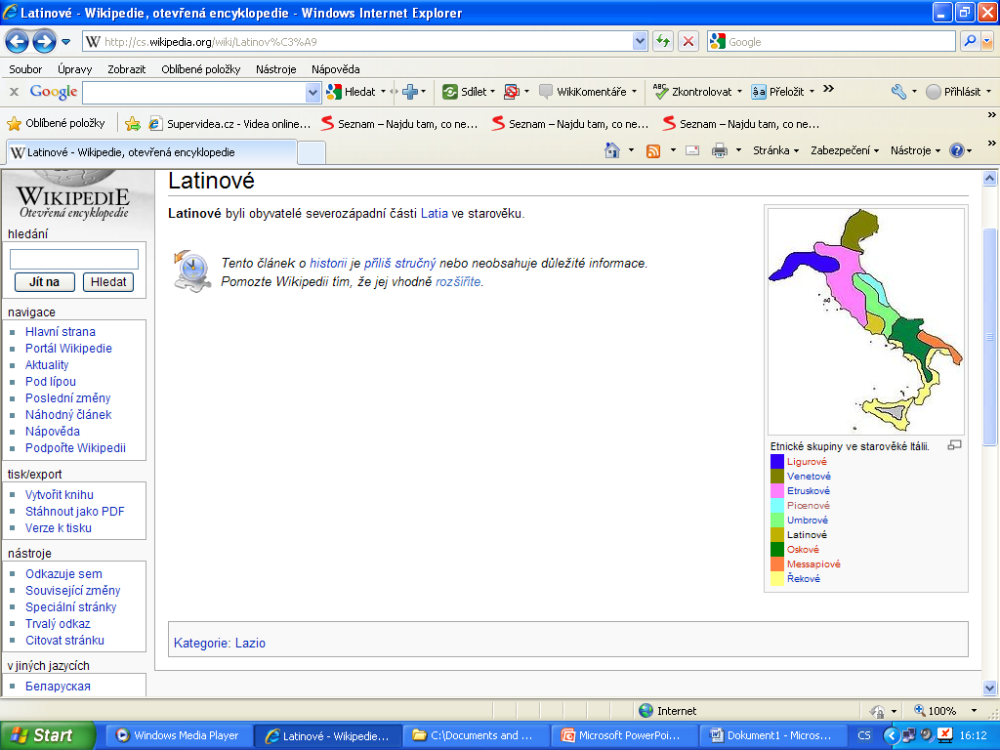 Latinové - Wikipedie, otevřená encyklopedie - Windows Internet Explorer
http://cs.wikipedia.org/wiki/Latinov%C3%A9
Google
Soubor Úpravy Zobrazit Oblíbené položky Nástroje Nápověda
x Google Hledat Sdílet WikiKomentáře ABC Zkontrolovat åa Přeložit » Přihlásit
Oblíbené položky Supervidea.cz - Videa online... Seznam – Najdu tam, co ne... Seznam – Najdu tam, co ne... Seznam – Najdu tam, co ne... »
W Latinové - Wikipedie, otevřená encyklopedie Stránka Zabezpečení Nástroje »
WIKIPEDIE
Otevřená encyklopedie
hledání
Jít na Hledat
navigace
Hlavní strana
Portál Wikipedie
Aktuality
Pod lípou
Poslední změny
Náhodný článek
Nápověda
Podpořte Wikipedii
tisk/export
Vytvořit knihu
Stáhnout jako PDF
Verze k tisku
nástroje
Odkazuje sem
Související změny
Speciální stránky
Trvalý odkaz
Citovat stránku
v jiných jazycích
Беларуская
Latinové
Latinové byli obyvatelé severozápadní části Latia ve starověku.
Tento článek o historii je příliš stručný nebo neobsahuje důležité informace.
Pomozte Wikipedii tím, že jej vhodně rozšíříte.
Etnické skupiny ve starověké Itálii.
Ligurové
Venetové
Etruskové
Picenové
Umbrové
Latinové
Oskové
Messapiové
Řekové
Kategorie: Lazio
Internet 100%
Start Windows Media Player Latinové - Wikipedie... C:\Documents and ... Microsoft PowerPoi... Dokument1 - Micros... CS 16:12